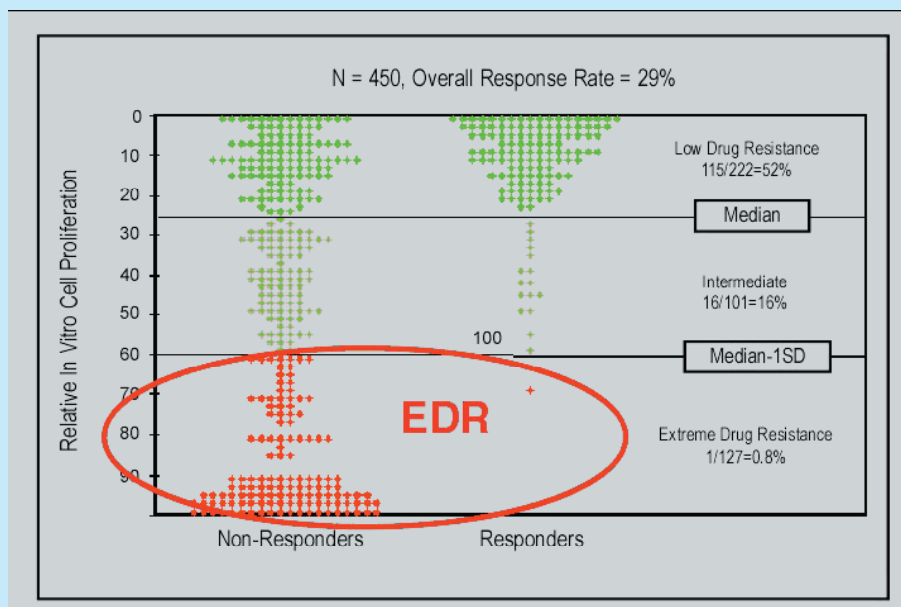 N = 450, Overall Response Rate = 29%
Relative In Vitro Cell Proliferation
0
10
20
30
40
50
60
70
80
90
Low Drug Resistance
115/222=52%
Median
Intermediate
16/101=16%
100
Median-1SD
EDR
Extreme Drug Resistance
1/127=0.8%
Non-Responders
Responders